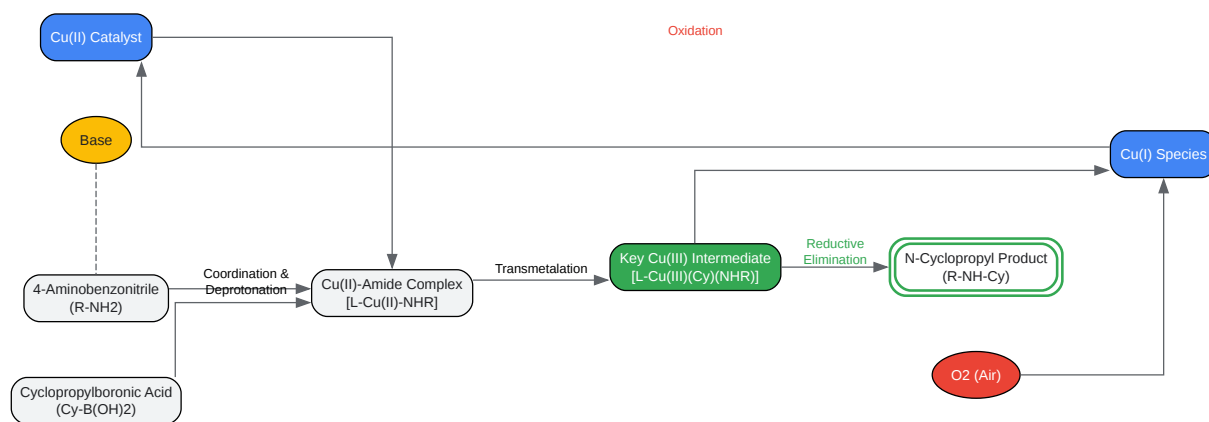 Oxidation
Cu(II) Catalyst
Base
Cu(I) Species
4-Aminobenzonitrile
(R-NH2)
Coordination &
Deprotonation
Cu(II)-Amide Complex
[L-Cu(II)-NHR]
Transmetalation
Key Cu(III) Intermediate
[L-Cu(III)(Cy)(NHR)]
Reductive
Elimination
N-Cyclopropyl Product
(R-NH-Cy)
Cyclopropylboronic Acid
(Cy-B(OH)2)
O2 (Air)